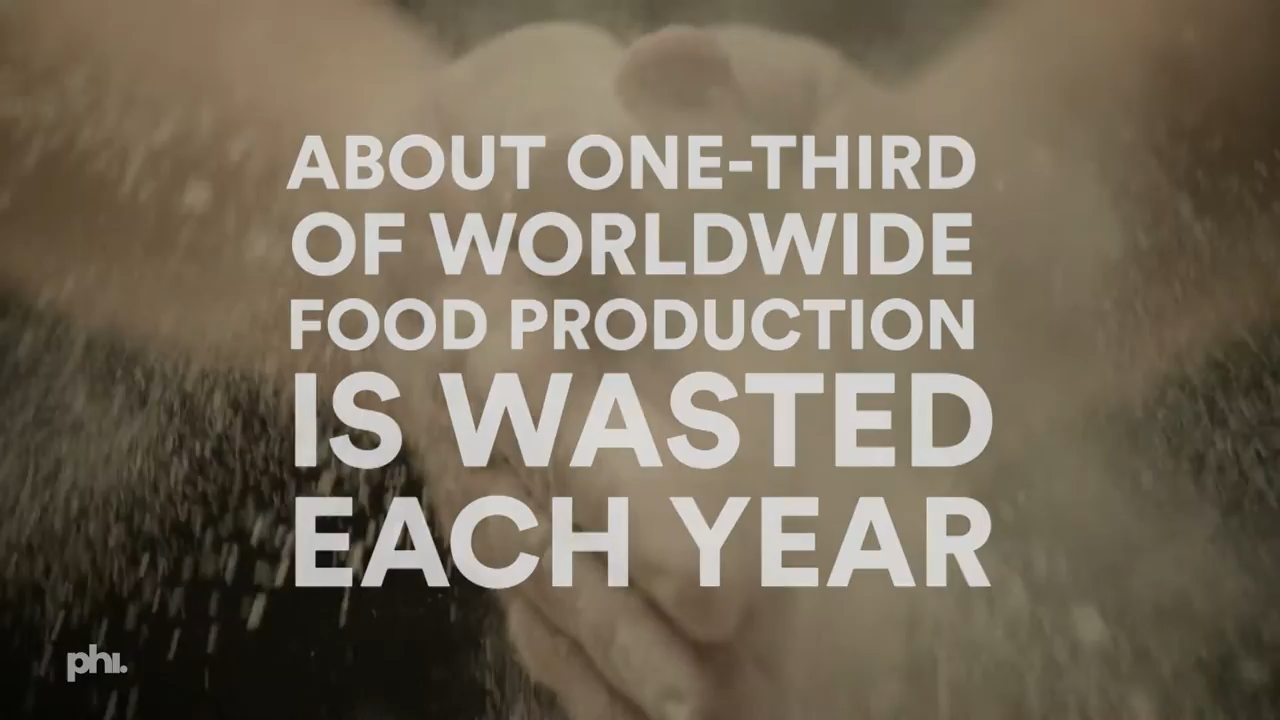 ABOUT ONE-THIRD
OF WORLDWIDE
FOOD PRODUCTION
IS WASTED
EACH YEAR
phi.